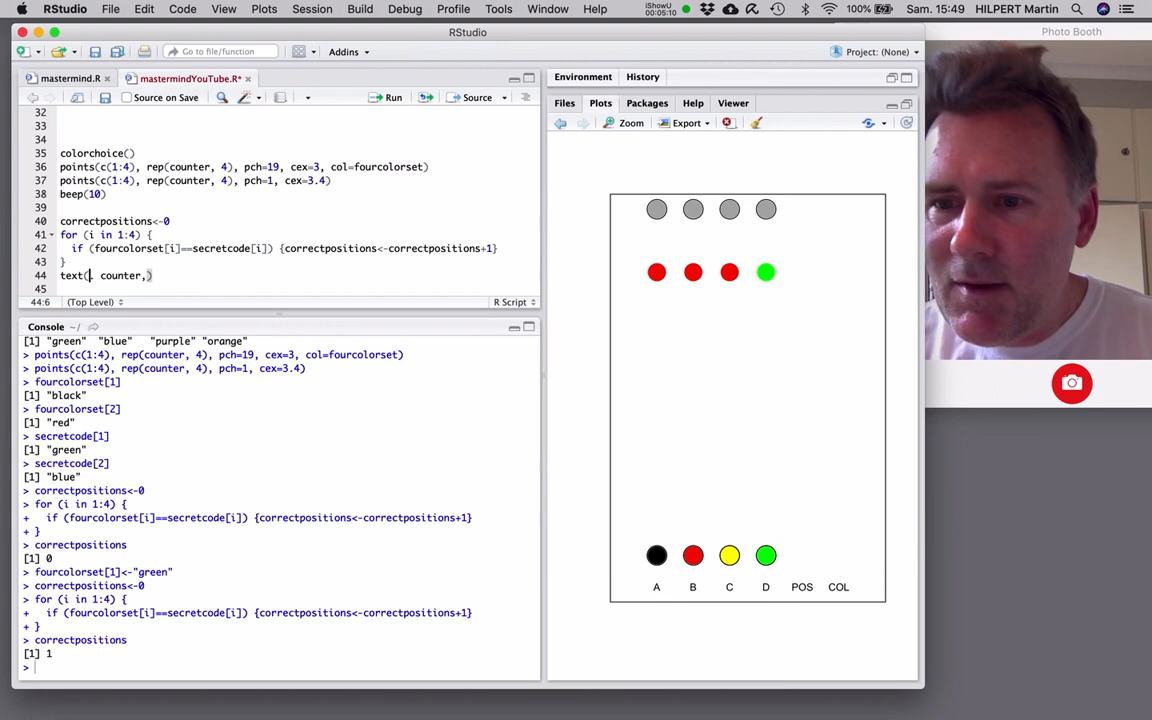 RStudio File Edit Code View Plots Session Build Debug Profile Tools Window Help iShowU 00:05:10 100% Sam. 15:49 HILPERT Martin
RStudio
Photo Booth
Go to file/function Addins Project: (None)
mastermind.R mastermindYouTube.R*
Source on Save Run Source
32
33
34
35 colorchoice()
36 points(c(1:4), rep(counter, 4), pch=19, cex=3, col=fourcolorset)
37 points(c(1:4), rep(counter, 4), pch=1, cex=3.4)
38 beep(10)
39
40 correctpositions<-0
41 for (i in 1:4) {
42 if (fourcolorset[i]==secretcode[i]) {correctpositions<-correctpositions+1}
43 }
44 text(, counter,)
45
44:6 (Top Level) R Script
Console ~/
[1] "green" "blue" "purple" "orange"
> points(c(1:4), rep(counter, 4), pch=19, cex=3, col=fourcolorset)
> points(c(1:4), rep(counter, 4), pch=1, cex=3.4)
> fourcolorset[1]
[1] "black"
> fourcolorset[2]
[1] "red"
> secretcode[1]
[1] "green"
> secretcode[2]
[1] "blue"
> correctpositions<-0
> for (i in 1:4) {
+ if (fourcolorset[i]==secretcode[i]) {correctpositions<-correctpositions+1}
+ }
> correctpositions
[1] 0
> fourcolorset[1]<-"green"
> correctpositions<-0
> for (i in 1:4) {
+ if (fourcolorset[i]==secretcode[i]) {correctpositions<-correctpositions+1}
+ }
> correctpositions
[1] 1
>
Environment History
Files Plots Packages Help Viewer
Zoom Export
A B C D POS COL